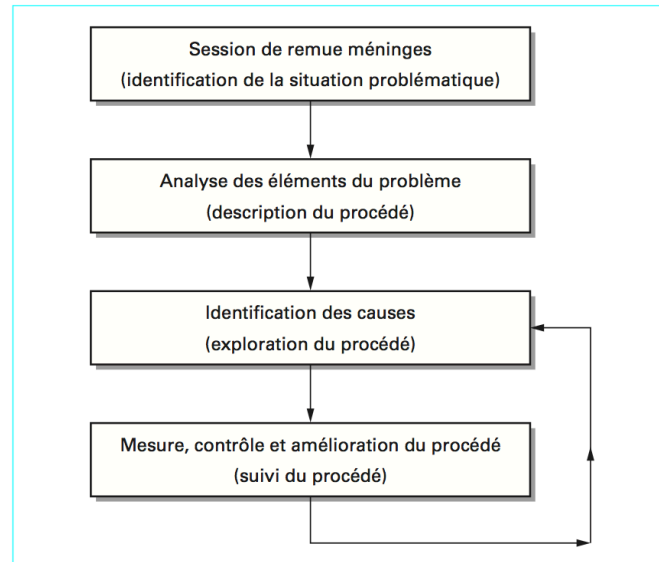 Session de remue méninges
(identification de la situation problématique)
Analyse des éléments du problème
(description du procédé)
Identification des causes
(exploration du procédé)
Mesure, contrôle et amélioration du procédé
(suivi du procédé)